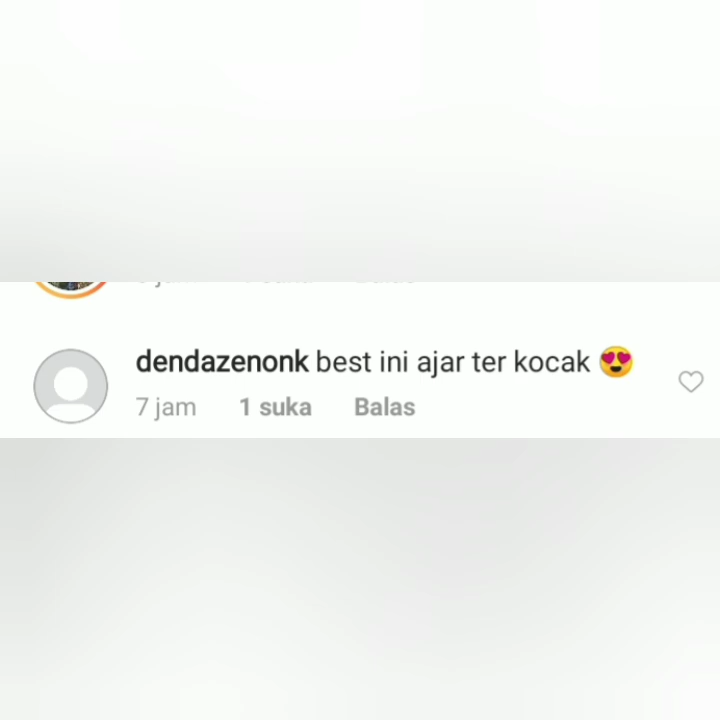 dendazenonk best ini ajar ter kocak 😍
7 jam 1 suka Balas